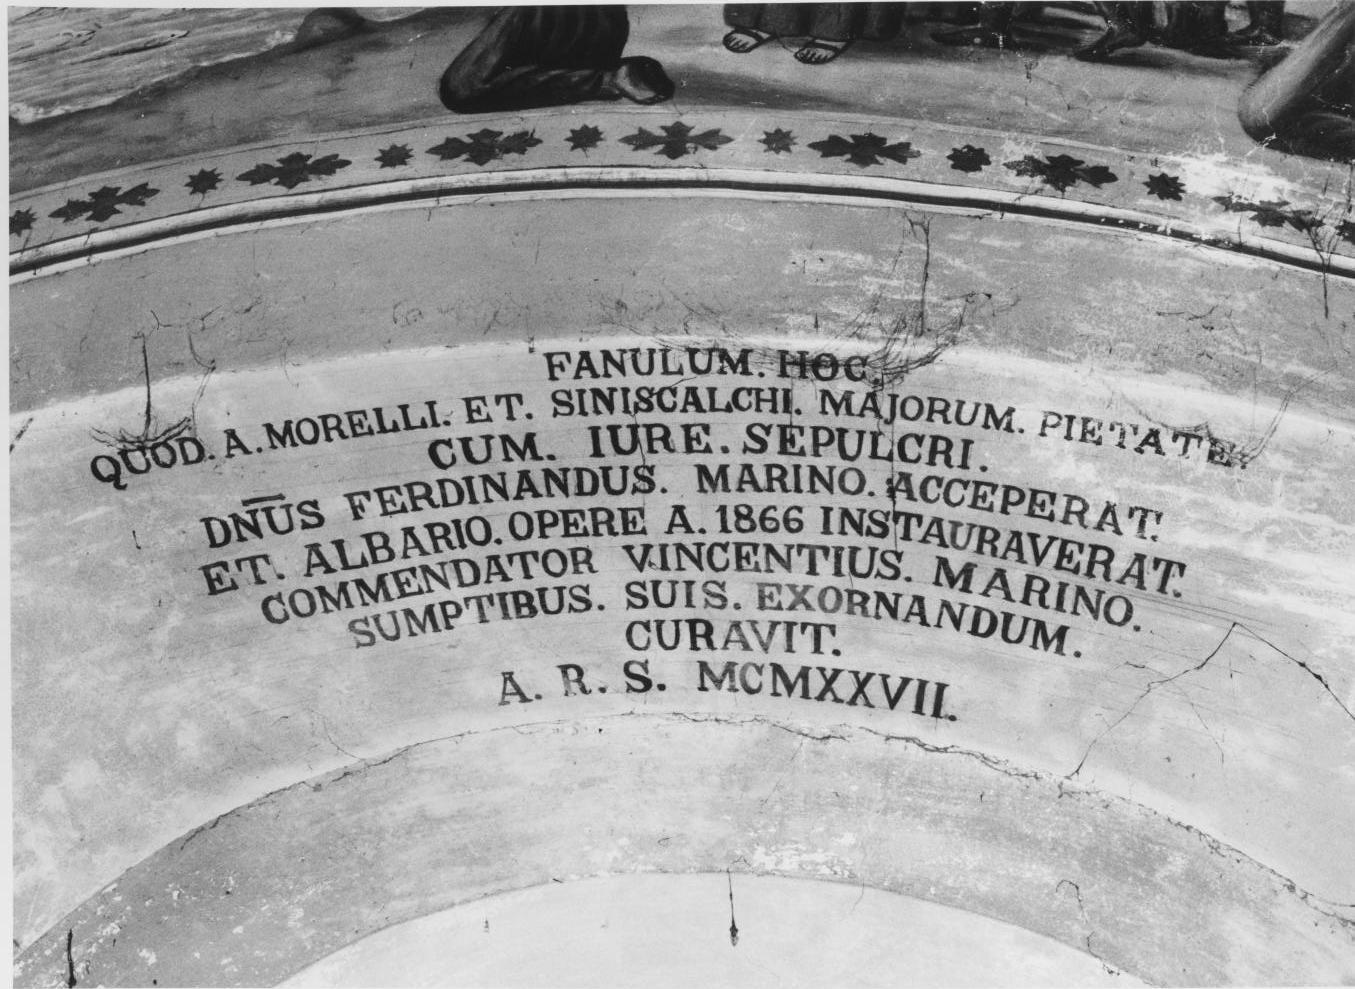 FANULUM. HOC.
QUOD. A. MORELLI. ET. SINISCALCHI. MAJORUM. PIETATE.
CUM. IURE. SEPULCRI.
DN̅U̅S FERDINANDUS. MARINO. ACCEPERAT.
ET. ALBARIO. OPERE A. 1866 INSTAURAVERAT.
COMMENDATOR VINCENTIUS. MARINO.
SUMPTIBUS. SUIS. EXORNANDUM.
CURAVIT.
A. R. S. MCMXXVII.